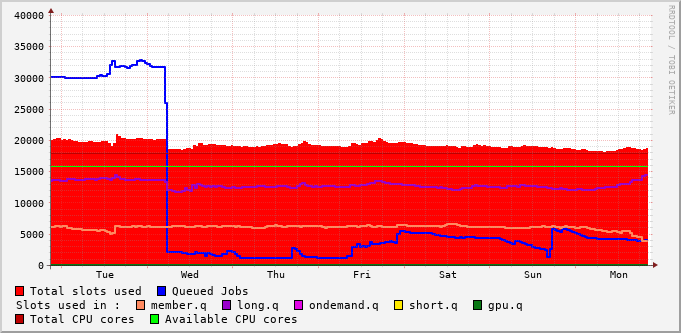 RRDTOOL / TOBI OETIKER
40000
35000
30000
25000
20000
15000
10000
5000
0
Tue Wed Thu Fri Sat Sun Mon
Total slots used Queued Jobs
Slots used in : member.q long.q ondemand.q short.q gpu.q
Total CPU cores Available CPU cores